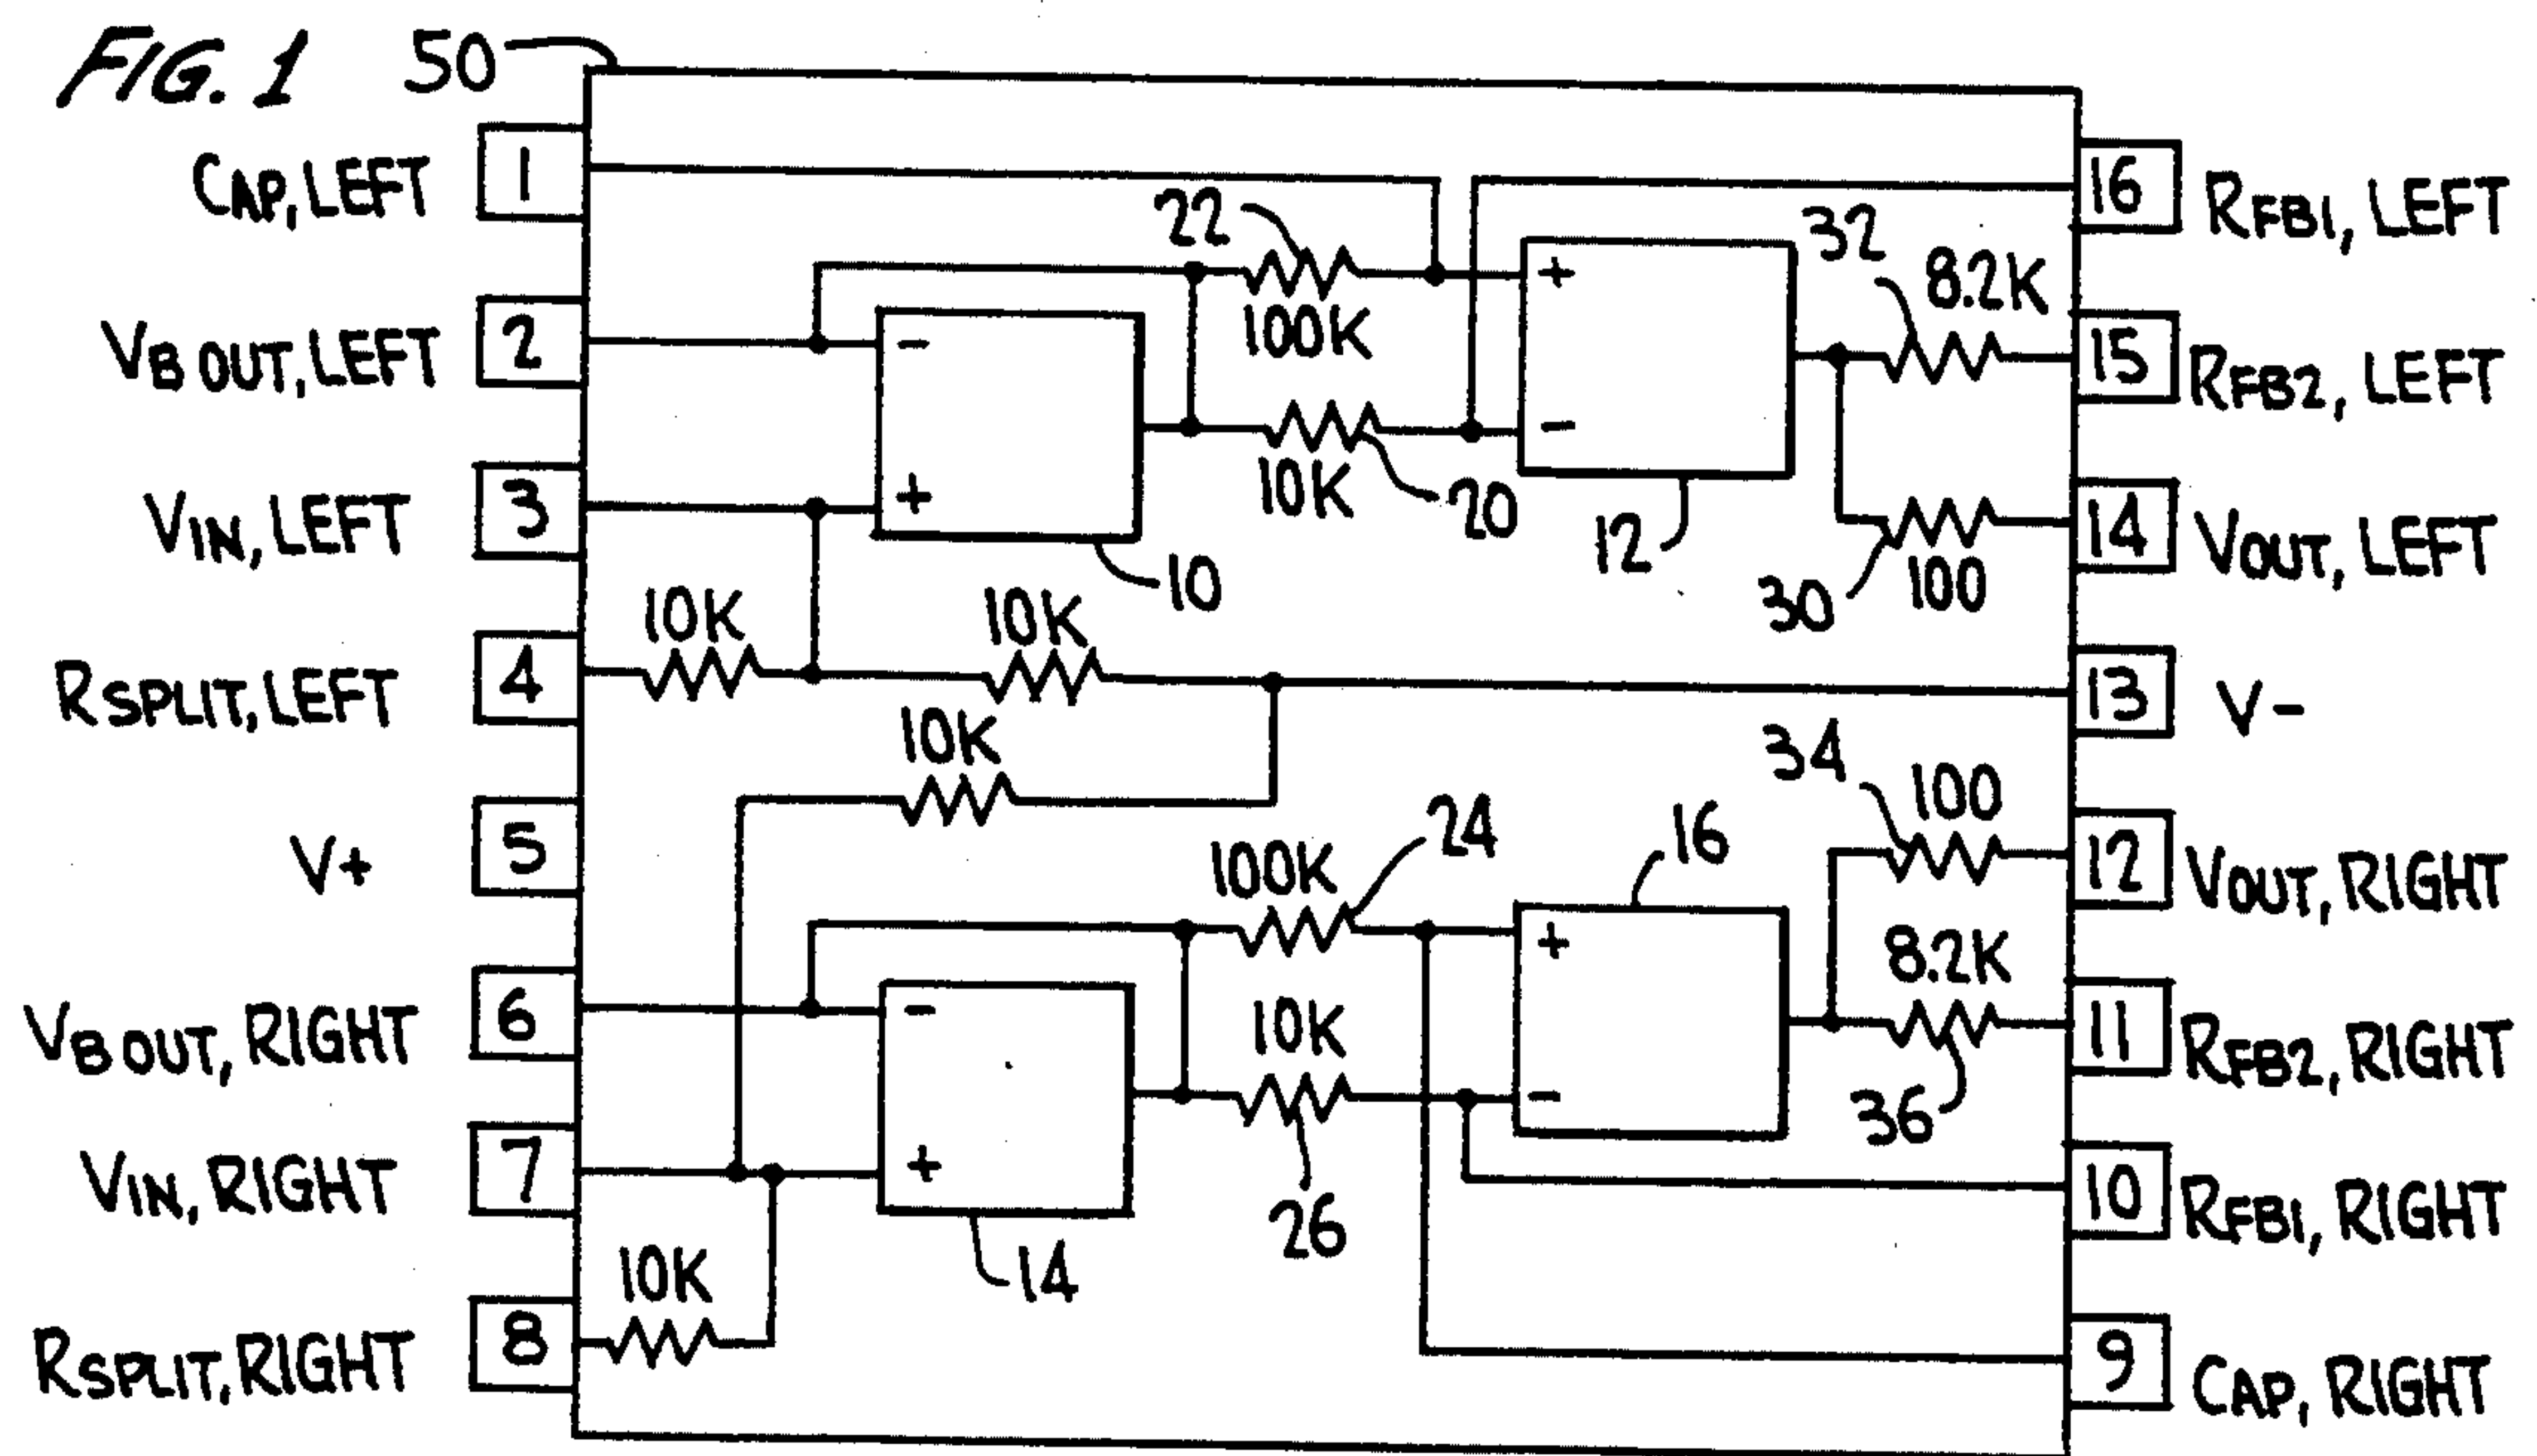 FIG. 1
50
1
CAP, LEFT
16
RFB1, LEFT
22
100K
32
8.2K
2
VB OUT, LEFT
-
+
15
RFB2, LEFT
10K
20
-
3
VIN, LEFT
+
10
12
30
100
14
VOUT, LEFT
10K
10K
4
RSPLIT, LEFT
13
V-
10K
34
100
5
V+
24
100K
16
12
VOUT, RIGHT
+
8.2K
6
VB OUT, RIGHT
-
10K
11
RFB2, RIGHT
-
36
7
VIN, RIGHT
+
26
10
RFB1, RIGHT
14
10K
8
RSPLIT, RIGHT
9
CAP, RIGHT